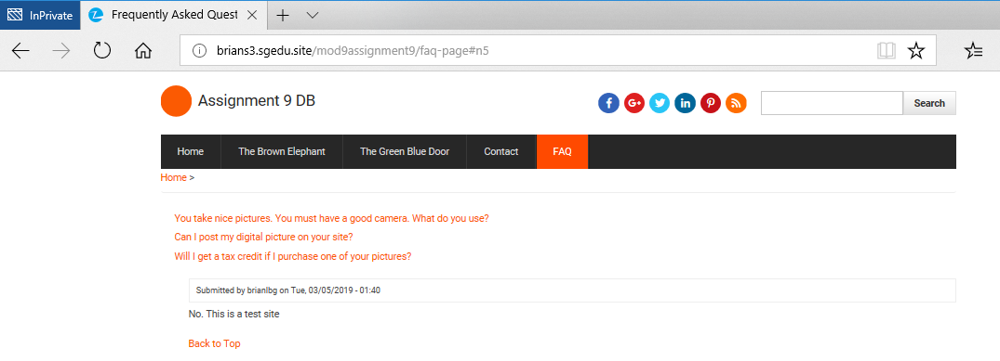 InPrivate
Frequently Asked Quest
brians3.sgedu.site/mod9assignment9/faq-page#n5
Assignment 9 DB
Search
Home
The Brown Elephant
The Green Blue Door
Contact
FAQ
Home >
You take nice pictures. You must have a good camera. What do you use?
Can I post my digital picture on your site?
Will I get a tax credit if I purchase one of your pictures?
Submitted by brianlbg on Tue, 03/05/2019 - 01:40
No. This is a test site
Back to Top